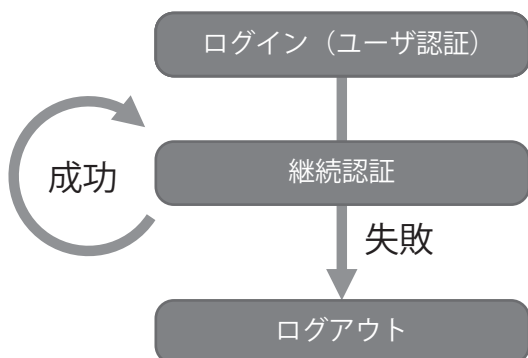 ログイン（ユーザ認証）
成功
継続認証
失敗
ログアウト